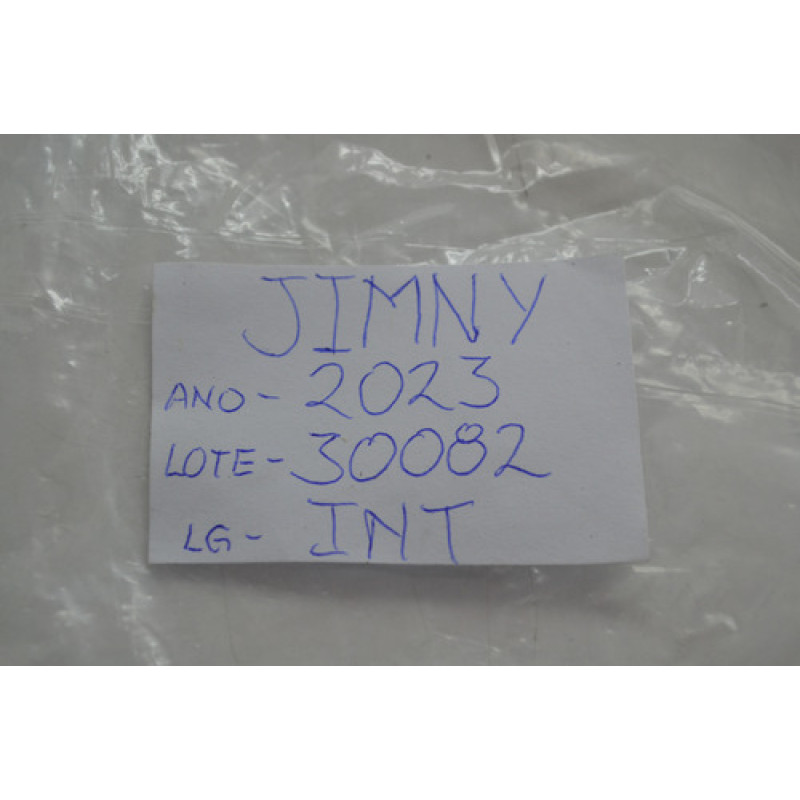 JIMNY
ANO - 2023
LOTE - 30082
LG - INT